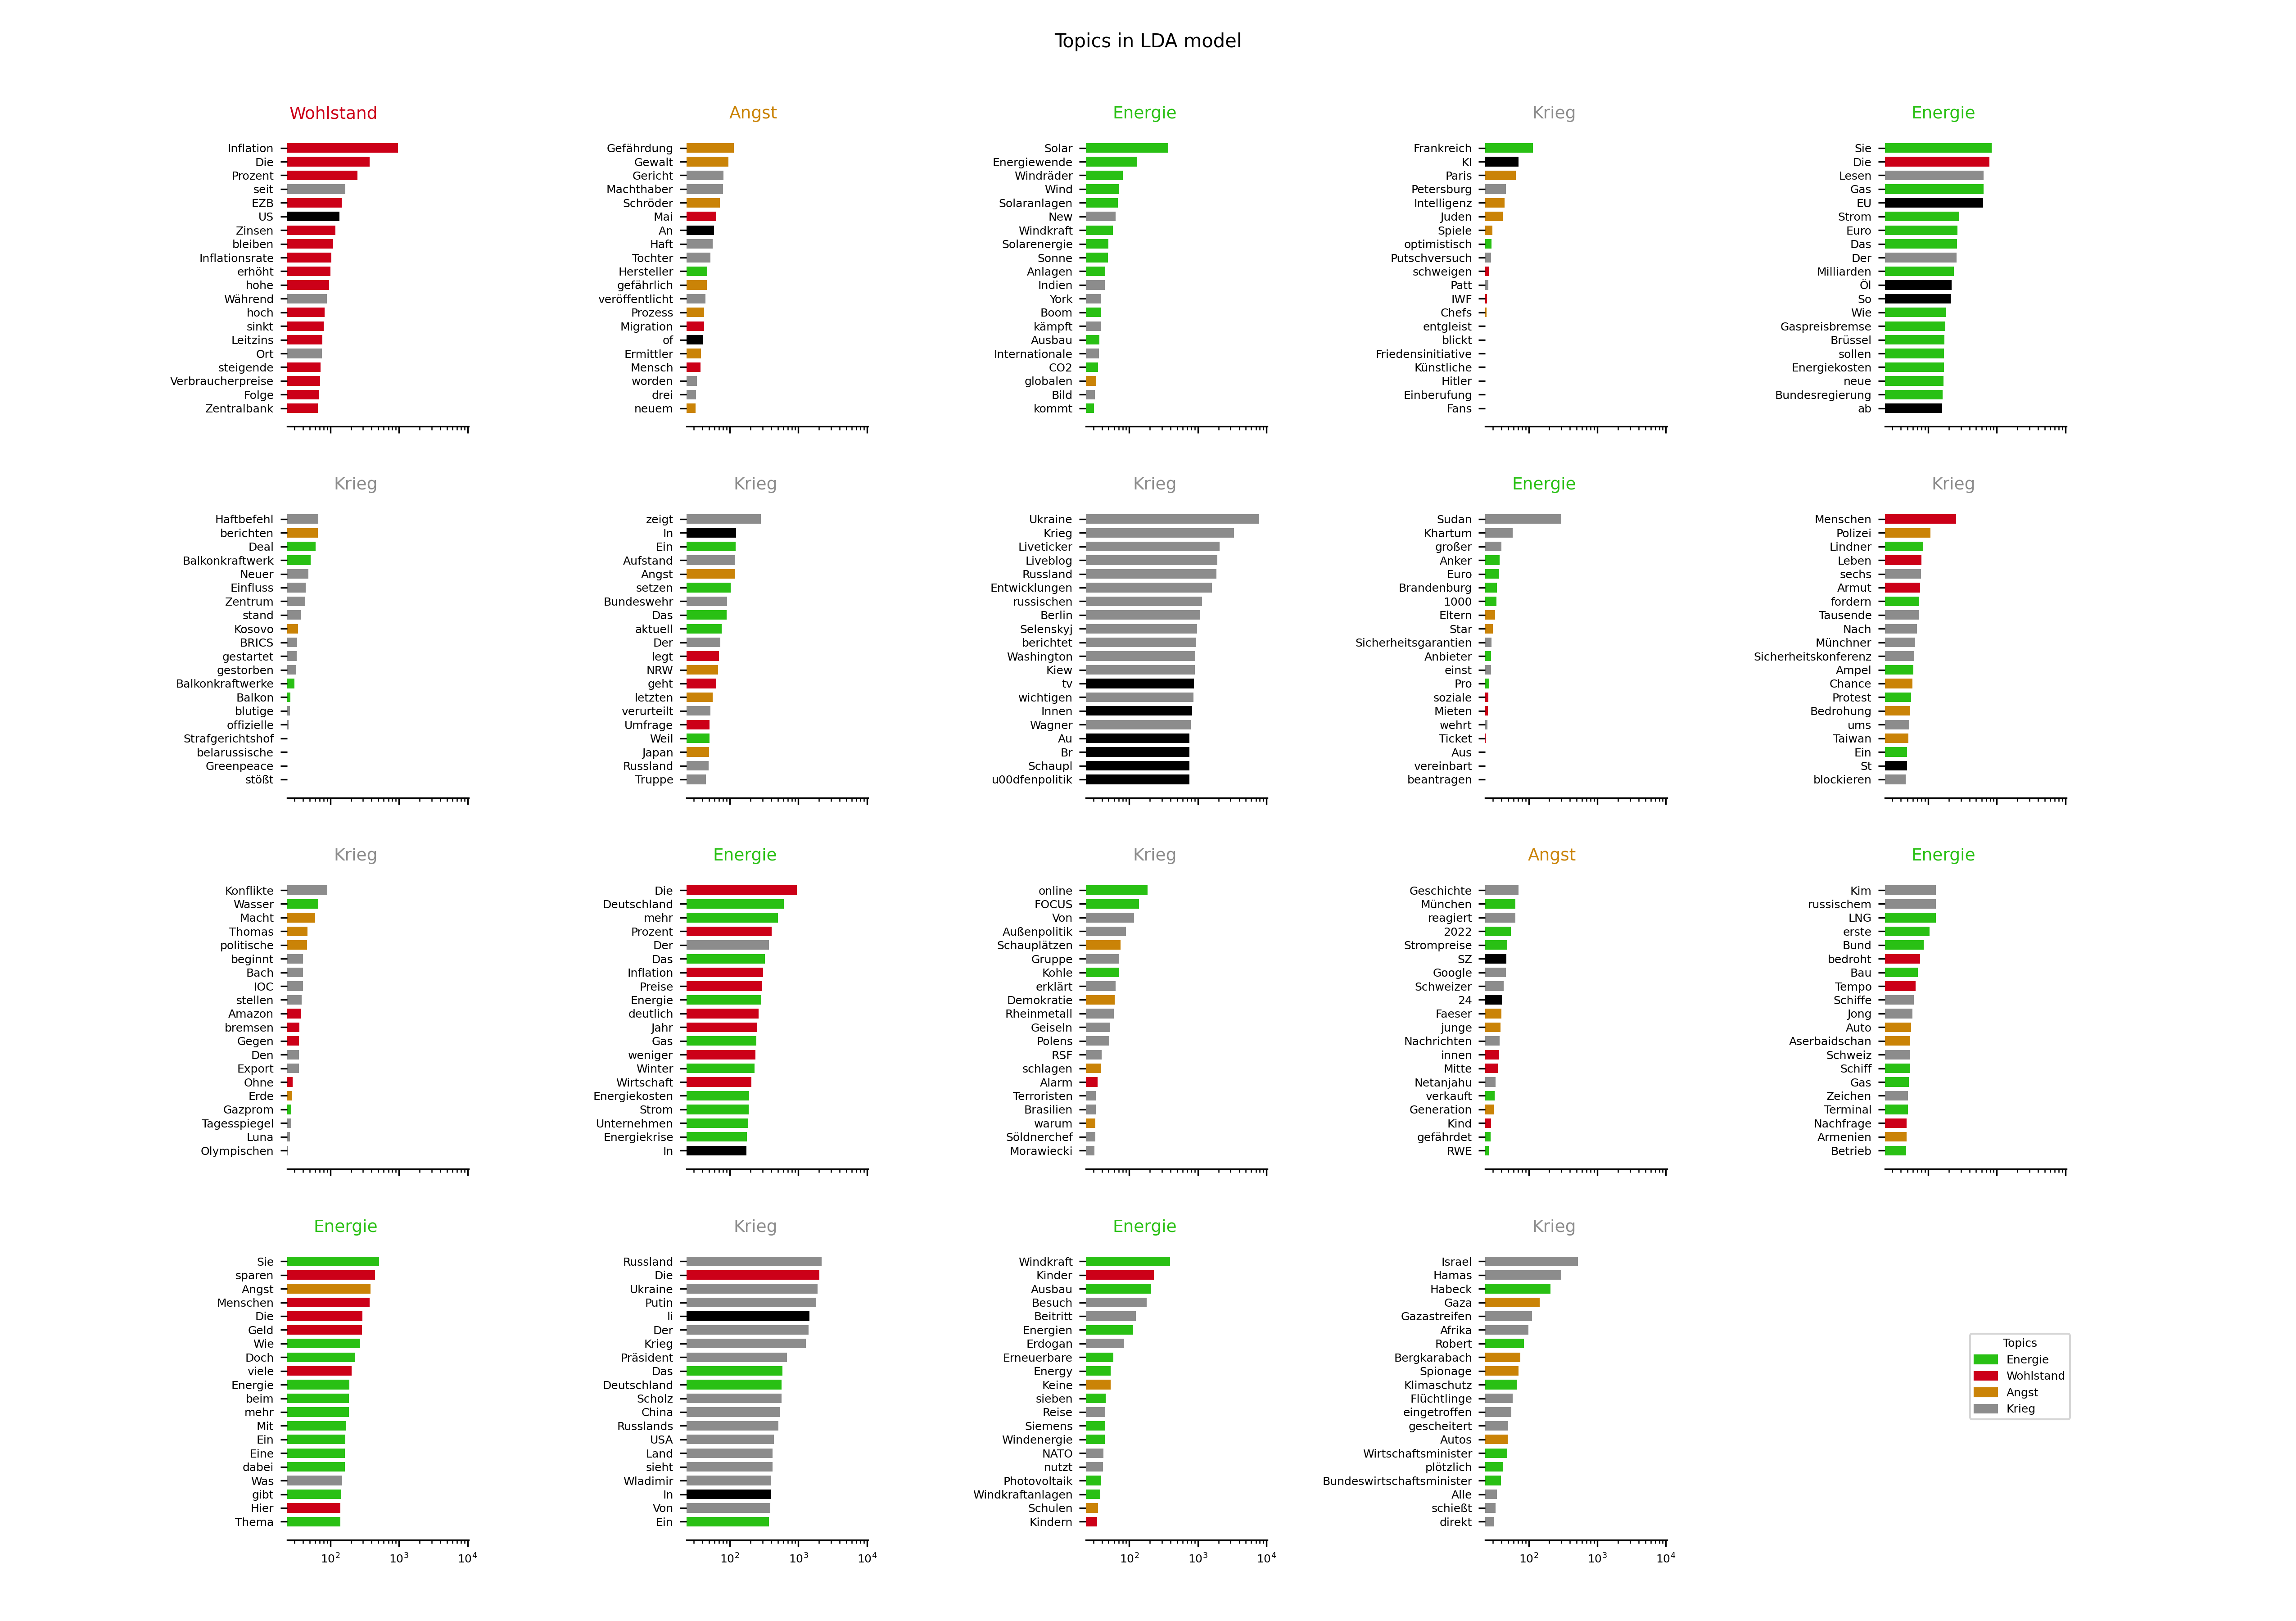 Topics in LDA model
Wohlstand
Inflation
Die
Prozent
seit
EZB
US
Zinsen
bleiben
Inflationsrate
erhöht
hohe
Während
hoch
sinkt
Leitzins
Ort
steigende
Verbraucherpreise
Folge
Zentralbank
Angst
Gefährdung
Gewalt
Gericht
Machthaber
Schröder
Mai
An
Haft
Tochter
Hersteller
gefährlich
veröffentlicht
Prozess
Migration
of
Ermittler
Mensch
worden
drei
neuem
Energie
Solar
Energiewende
Windräder
Wind
Solaranlagen
New
Windkraft
Solarenergie
Sonne
Anlagen
Indien
York
Boom
kämpft
Ausbau
Internationale
CO2
globalen
Bild
kommt
Krieg
Frankreich
KI
Paris
Petersburg
Intelligenz
Juden
Spiele
optimistisch
Putschversuch
schweigen
Patt
IWF
Chefs
entgleist
blickt
Friedensinitiative
Künstliche
Hitler
Einberufung
Fans
Energie
Sie
Die
Lesen
Gas
EU
Strom
Euro
Das
Der
Milliarden
Öl
So
Wie
Gaspreisbremse
Brüssel
sollen
Energiekosten
neue
Bundesregierung
ab
Krieg
Haftbefehl
berichten
Deal
Balkonkraftwerk
Neuer
Einfluss
Zentrum
stand
Kosovo
BRICS
gestartet
gestorben
Balkonkraftwerke
Balkon
blutige
offizielle
Strafgerichtshof
belarussische
Greenpeace
stößt
Krieg
zeigt
In
Ein
Aufstand
Angst
setzen
Bundeswehr
Das
aktuell
Der
legt
NRW
geht
letzten
verurteilt
Umfrage
Weil
Japan
Russland
Truppe
Krieg
Ukraine
Krieg
Liveticker
Liveblog
Russland
Entwicklungen
russischen
Berlin
Selenskyj
berichtet
Washington
Kiew
tv
wichtigen
Innen
Wagner
Au
Br
Schaupl
u00dfenpolitik
Energie
Sudan
Khartum
großer
Anker
Euro
Brandenburg
1000
Eltern
Star
Sicherheitsgarantien
Anbieter
einst
Pro
soziale
Mieten
wehrt
Ticket
Aus
vereinbart
beantragen
Krieg
Menschen
Polizei
Lindner
Leben
sechs
Armut
fordern
Tausende
Nach
Münchner
Sicherheitskonferenz
Ampel
Chance
Protest
Bedrohung
ums
Taiwan
Ein
St
blockieren
Krieg
Konflikte
Wasser
Macht
Thomas
politische
beginnt
Bach
IOC
stellen
Amazon
bremsen
Gegen
Den
Export
Ohne
Erde
Gazprom
Tagesspiegel
Luna
Olympischen
Energie
Die
Deutschland
mehr
Prozent
Der
Das
Inflation
Preise
Energie
deutlich
Jahr
Gas
weniger
Winter
Wirtschaft
Energiekosten
Strom
Unternehmen
Energiekrise
In
Krieg
online
FOCUS
Von
Außenpolitik
Schauplätzen
Gruppe
Kohle
erklärt
Demokratie
Rheinmetall
Geiseln
Polens
RSF
schlagen
Alarm
Terroristen
Brasilien
warum
Söldnerchef
Morawiecki
Angst
Geschichte
München
reagiert
2022
Strompreise
SZ
Google
Schweizer
24
Faeser
junge
Nachrichten
innen
Mitte
Netanjahu
verkauft
Generation
Kind
gefährdet
RWE
Energie
Kim
russischem
LNG
erste
Bund
bedroht
Bau
Tempo
Schiffe
Jong
Auto
Aserbaidschan
Schweiz
Schiff
Gas
Zeichen
Terminal
Nachfrage
Armenien
Betrieb
Energie
Sie
sparen
Angst
Menschen
Die
Geld
Wie
Doch
viele
Energie
beim
mehr
Mit
Ein
Eine
dabei
Was
gibt
Hier
Thema
10² 10³ 10⁴
Krieg
Russland
Die
Ukraine
Putin
li
Der
Krieg
Präsident
Das
Deutschland
Scholz
China
Russlands
USA
Land
sieht
Wladimir
In
Von
Ein
10² 10³ 10⁴
Energie
Windkraft
Kinder
Ausbau
Besuch
Beitritt
Energien
Erdogan
Erneuerbare
Energy
Keine
sieben
Reise
Siemens
Windenergie
NATO
nutzt
Photovoltaik
Windkraftanlagen
Schulen
Kindern
10² 10³ 10⁴
Krieg
Israel
Hamas
Habeck
Gaza
Gazastreifen
Afrika
Robert
Bergkarabach
Spionage
Klimaschutz
Flüchtlinge
eingetroffen
gescheitert
Autos
Wirtschaftsminister
plötzlich
Bundeswirtschaftsminister
Alle
schießt
direkt
10² 10³ 10⁴
Topics
Energie
Wohlstand
Angst
Krieg